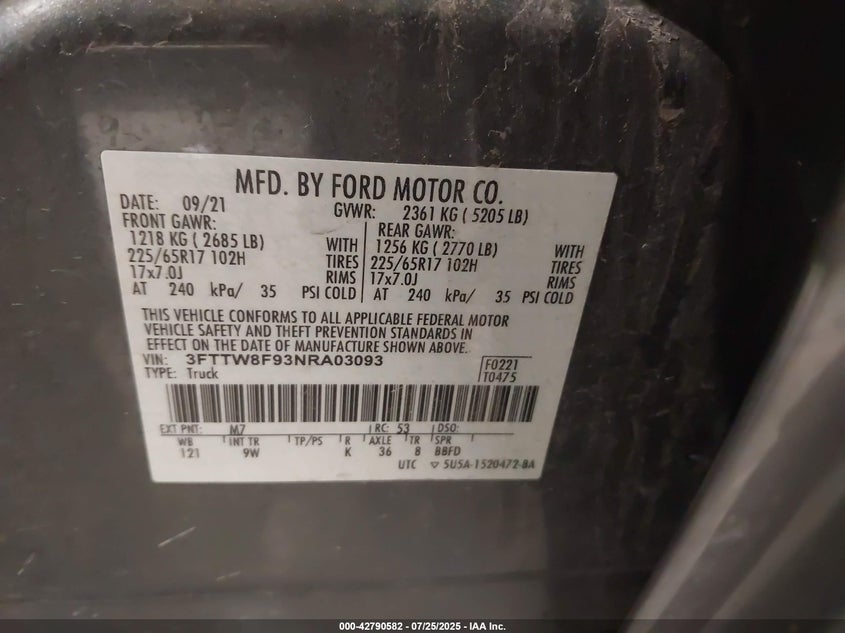 MFD. BY FORD MOTOR CO.
DATE: 09/21 GVWR: 2361 KG ( 5205 LB)
FRONT GAWR: REAR GAWR:
1218 KG ( 2685 LB) WITH 1256 KG ( 2770 LB) WITH
225/65R17 102H TIRES 225/65R17 102H TIRES
17x7.0J RIMS 17x7.0J RIMS
AT 240 kPa/ 35 PSI COLD AT 240 kPa/ 35 PSI COLD
THIS VEHICLE CONFORMS TO ALL APPLICABLE FEDERAL MOTOR
VEHICLE SAFETY AND THEFT PREVENTION STANDARDS IN
EFFECT ON THE DATE OF MANUFACTURE SHOWN ABOVE.
VIN: 3FTTW8F93NRA03093 F0221
TYPE: Truck T0475
EXT PNT: M7 RC: 53 DSO:
WB INT TR TP/PS R AXLE TR SPR
121 9W K 36 8 BBFD
UTC ▽ 5U5A-1520472-BA
000-42790582 - 07/25/2025 - IAA Inc.